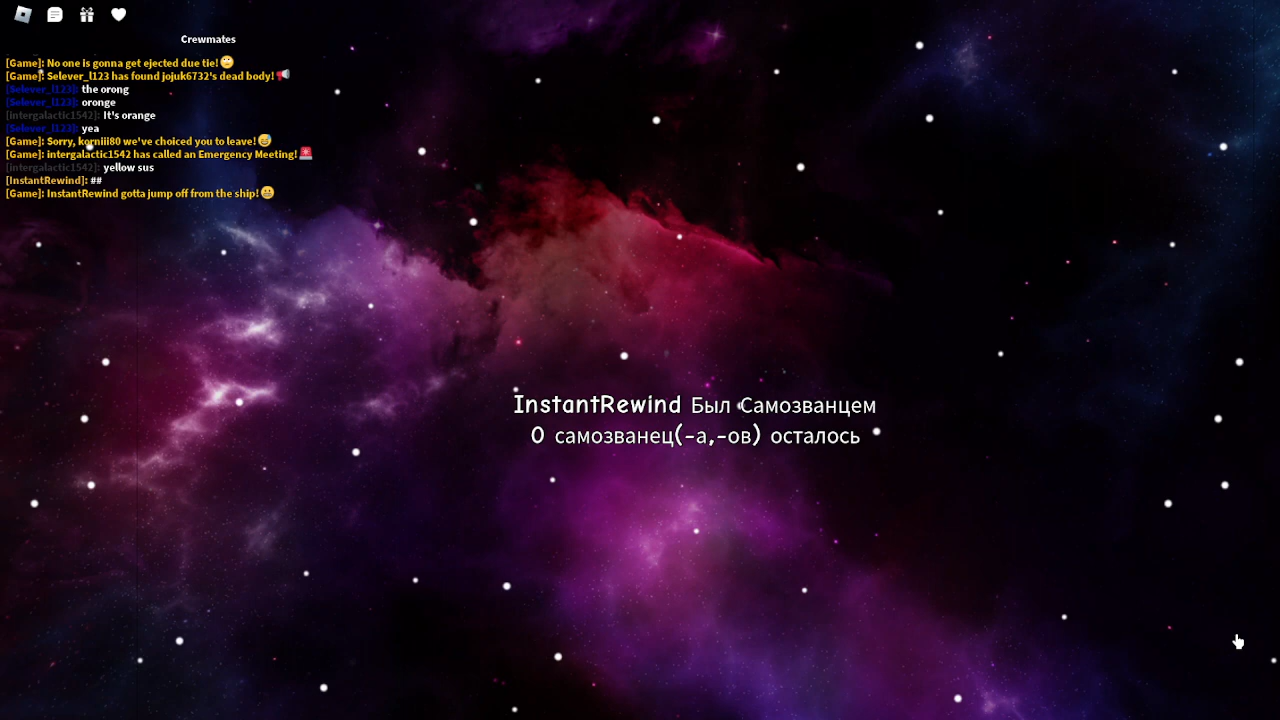 Crewmates
[Game]: No one is gonna get ejected due tie!🙄
[Game]: Selever_l123 has found jojuk6732's dead body!📢
[Selever_l123]: the orong
[Selever_l123]: oronge
[intergalactic1542]: It's orange
[Selever_l123]: yea
[Game]: Sorry, korniii80 we've choiced you to leave!😅
[Game]: intergalactic1542 has called an Emergency Meeting!🚨
[intergalactic1542]: yellow sus
[InstantRewind]: ##
[Game]: InstantRewind gotta jump off from the ship!😬
InstantRewind Был Самозванцем
0 самозванец(-а,-ов) осталось